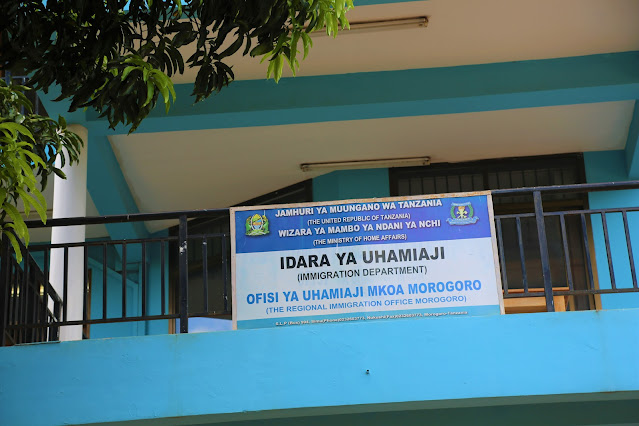 JAMHURI YA MUUNGANO WA TANZANIA
(THE UNITED REPUBLIC OF TANZANIA)
WIZARA YA MAMBO YA NDANI YA NCHI
(THE MINISTRY OF HOME AFFAIRS)
IDARA YA UHAMIAJI
(IMMIGRATION DEPARTMENT)
OFISI YA UHAMIAJI MKOA MOROGORO
(THE REGIONAL IMMIGRATION OFFICE MOROGORO)